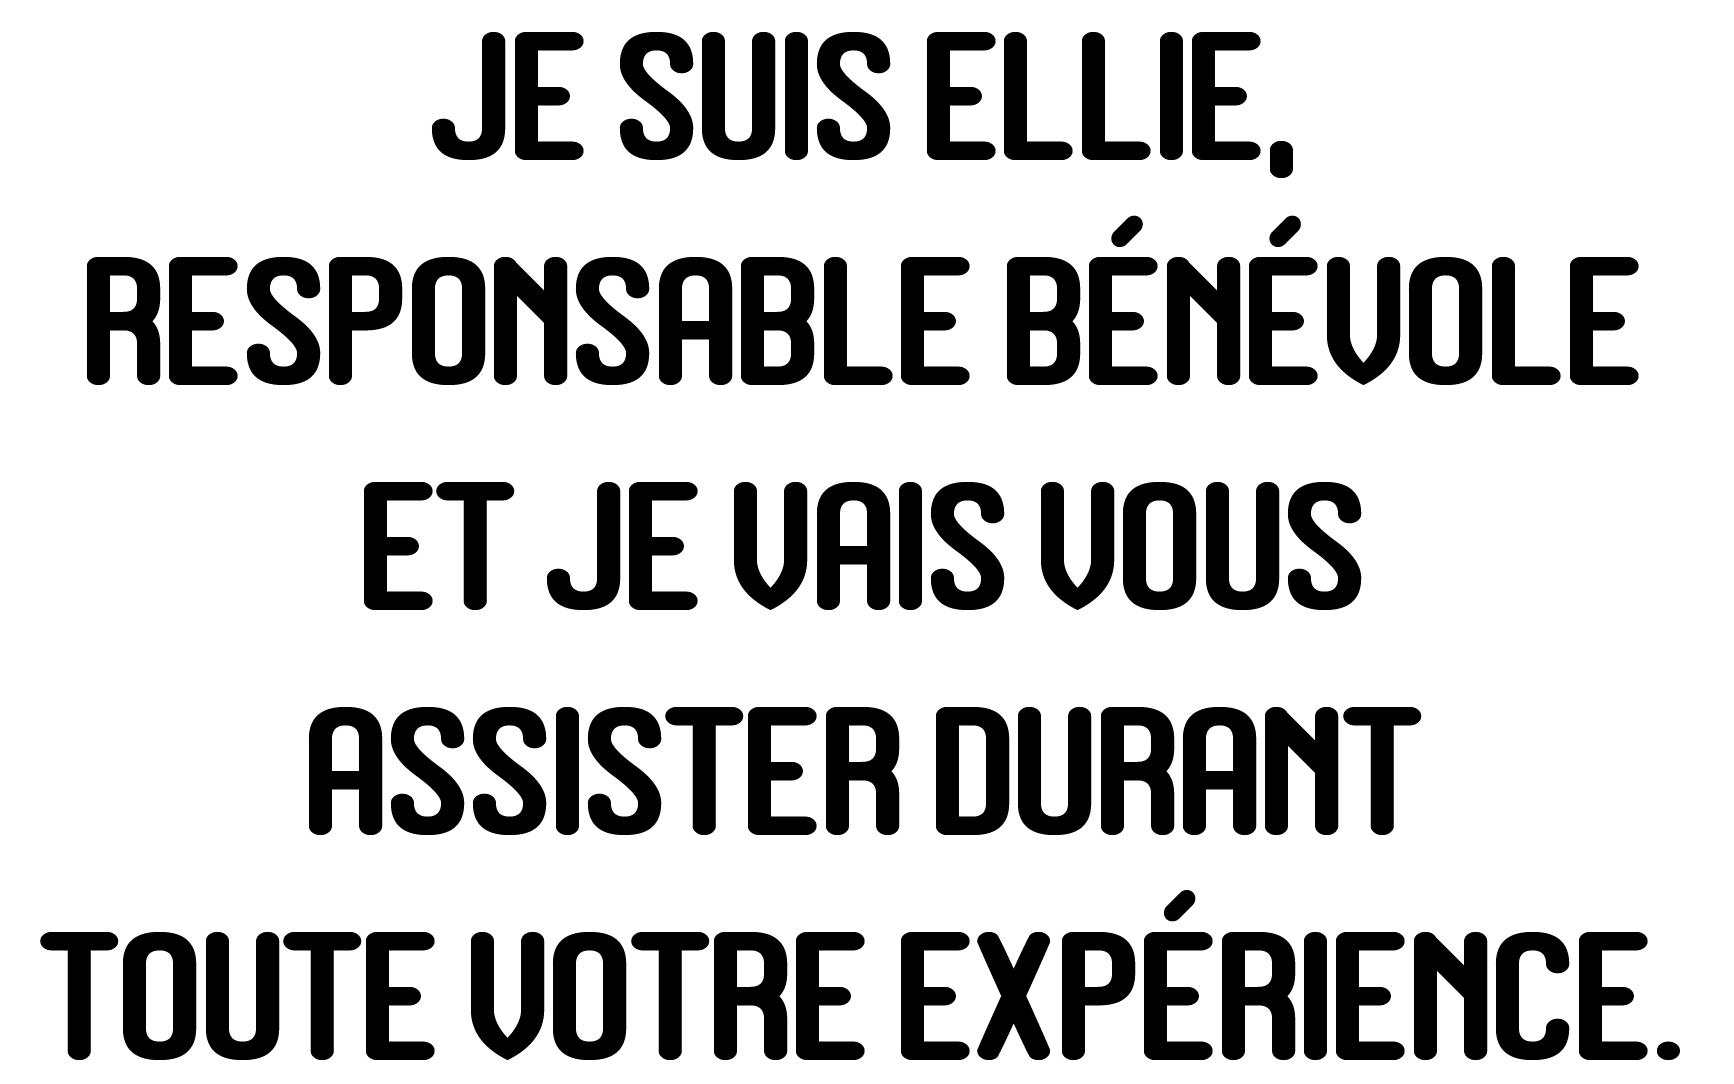 JE SUIS ELLIE,
RESPONSABLE BÉNÉVOLE
ET JE VAIS VOUS
ASSISTER DURANT
TOUTE VOTRE EXPÉRIENCE.